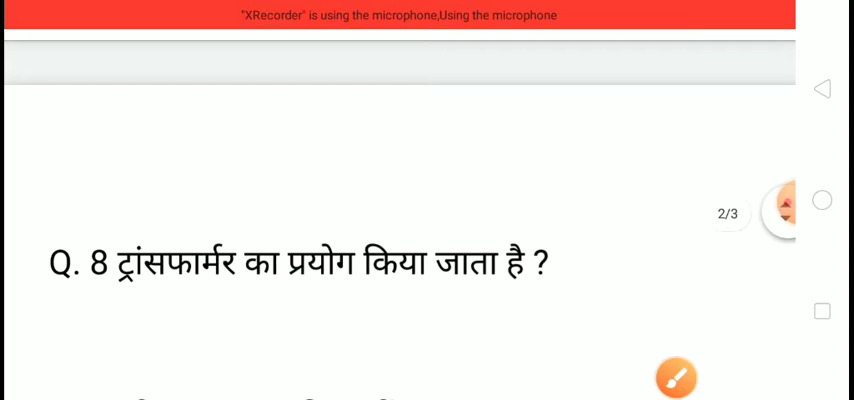 "XRecorder" is using the microphone,Using the microphone
2/3
Q. 8 ट्रांसफार्मर का प्रयोग किया जाता है ?